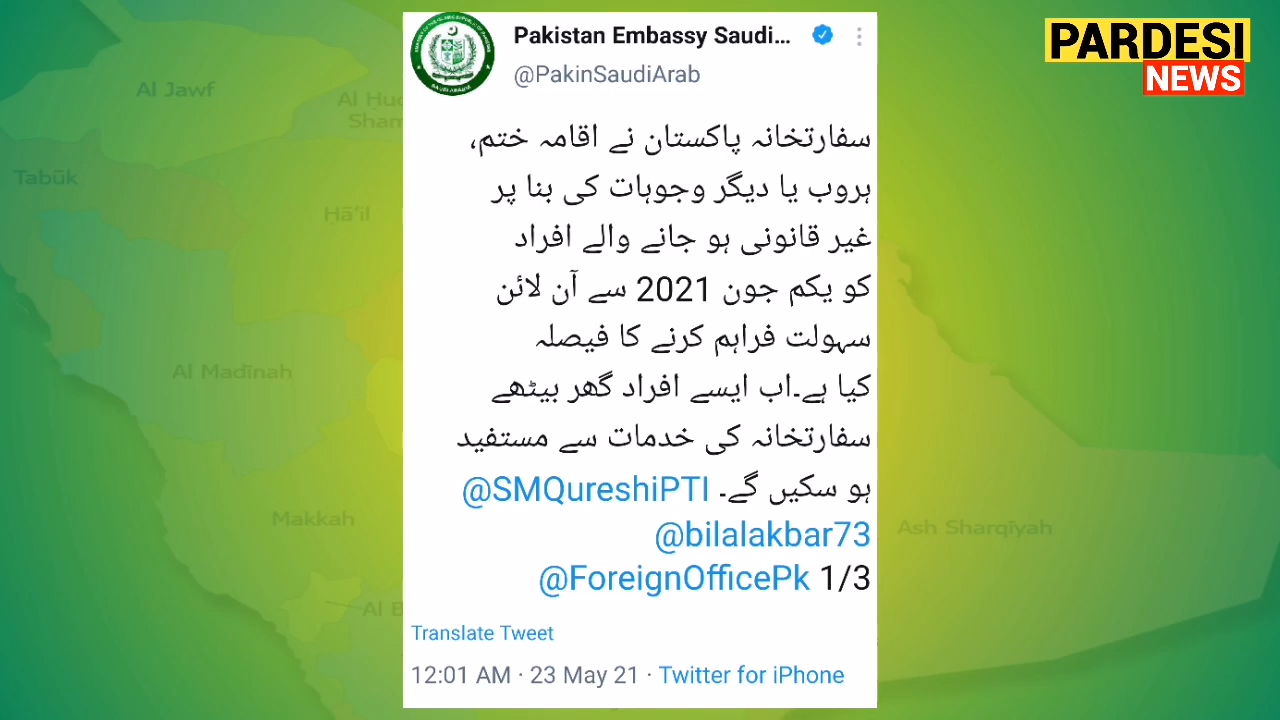 Pakistan Embassy Saudi...
@PakinSaudiArab
PARDESI
NEWS
سفارتخانہ پاکستان نے اقامہ ختم،
ہروب یا دیگر وجوہات کی بنا پر
غیر قانونی ہو جانے والے افراد
کو یکم جون 2021 سے آن لائن
سہولت فراہم کرنے کا فیصلہ
کیا ہے۔اب ایسے افراد گھر بیٹھے
سفارتخانہ کی خدمات سے مستفید
ہو سکیں گے۔ @SMQureshiPTI
@bilalakbar73
@ForeignOfficePk 1/3
Translate Tweet
12:01 AM · 23 May 21 · Twitter for iPhone
Al Jawf
Tabūk
Ḥā'il
Al Madīnah
Makkah
Ash Sharqīyah